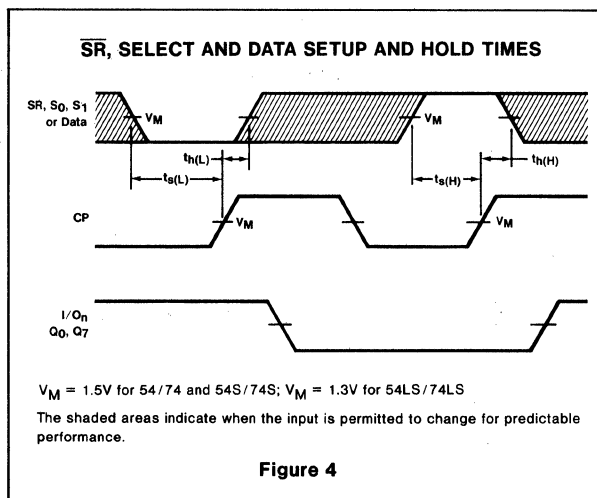 S̅R̅, SELECT AND DATA SETUP AND HOLD TIMES
SR, S0, S1
or Data
VM
VM
th(L)
th(H)
ts(L)
ts(H)
CP
VM
VM
I/On
Q0, Q7
VM = 1.5V for 54/74 and 54S/74S; VM = 1.3V for 54LS/74LS
The shaded areas indicate when the input is permitted to change for predictable
performance.
Figure 4